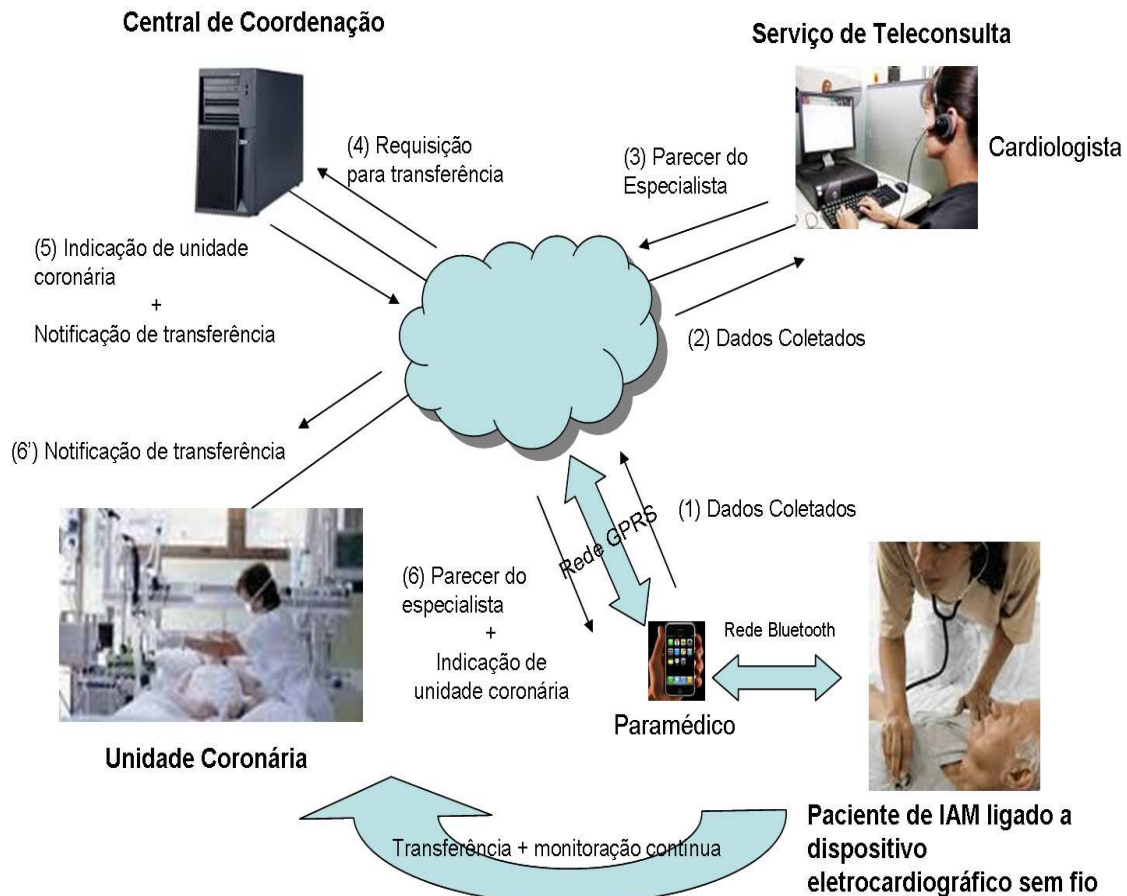 Central de Coordenação
Serviço de Teleconsulta
Cardiologista
(4) Requisição
para transferência
(3) Parecer do
Especialista
(5) Indicação de unidade
coronária
+
Notificação de transferência
(2) Dados Coletados
(6') Notificação de transferência
(1) Dados Coletados
Rede GPRS
(6) Parecer do
especialista
+
Indicação de
unidade coronária
Rede Bluetooth
Paramédico
Unidade Coronária
Transferência + monitoração contínua
Paciente de IAM ligado a
dispositivo
eletrocardiográfico sem fio